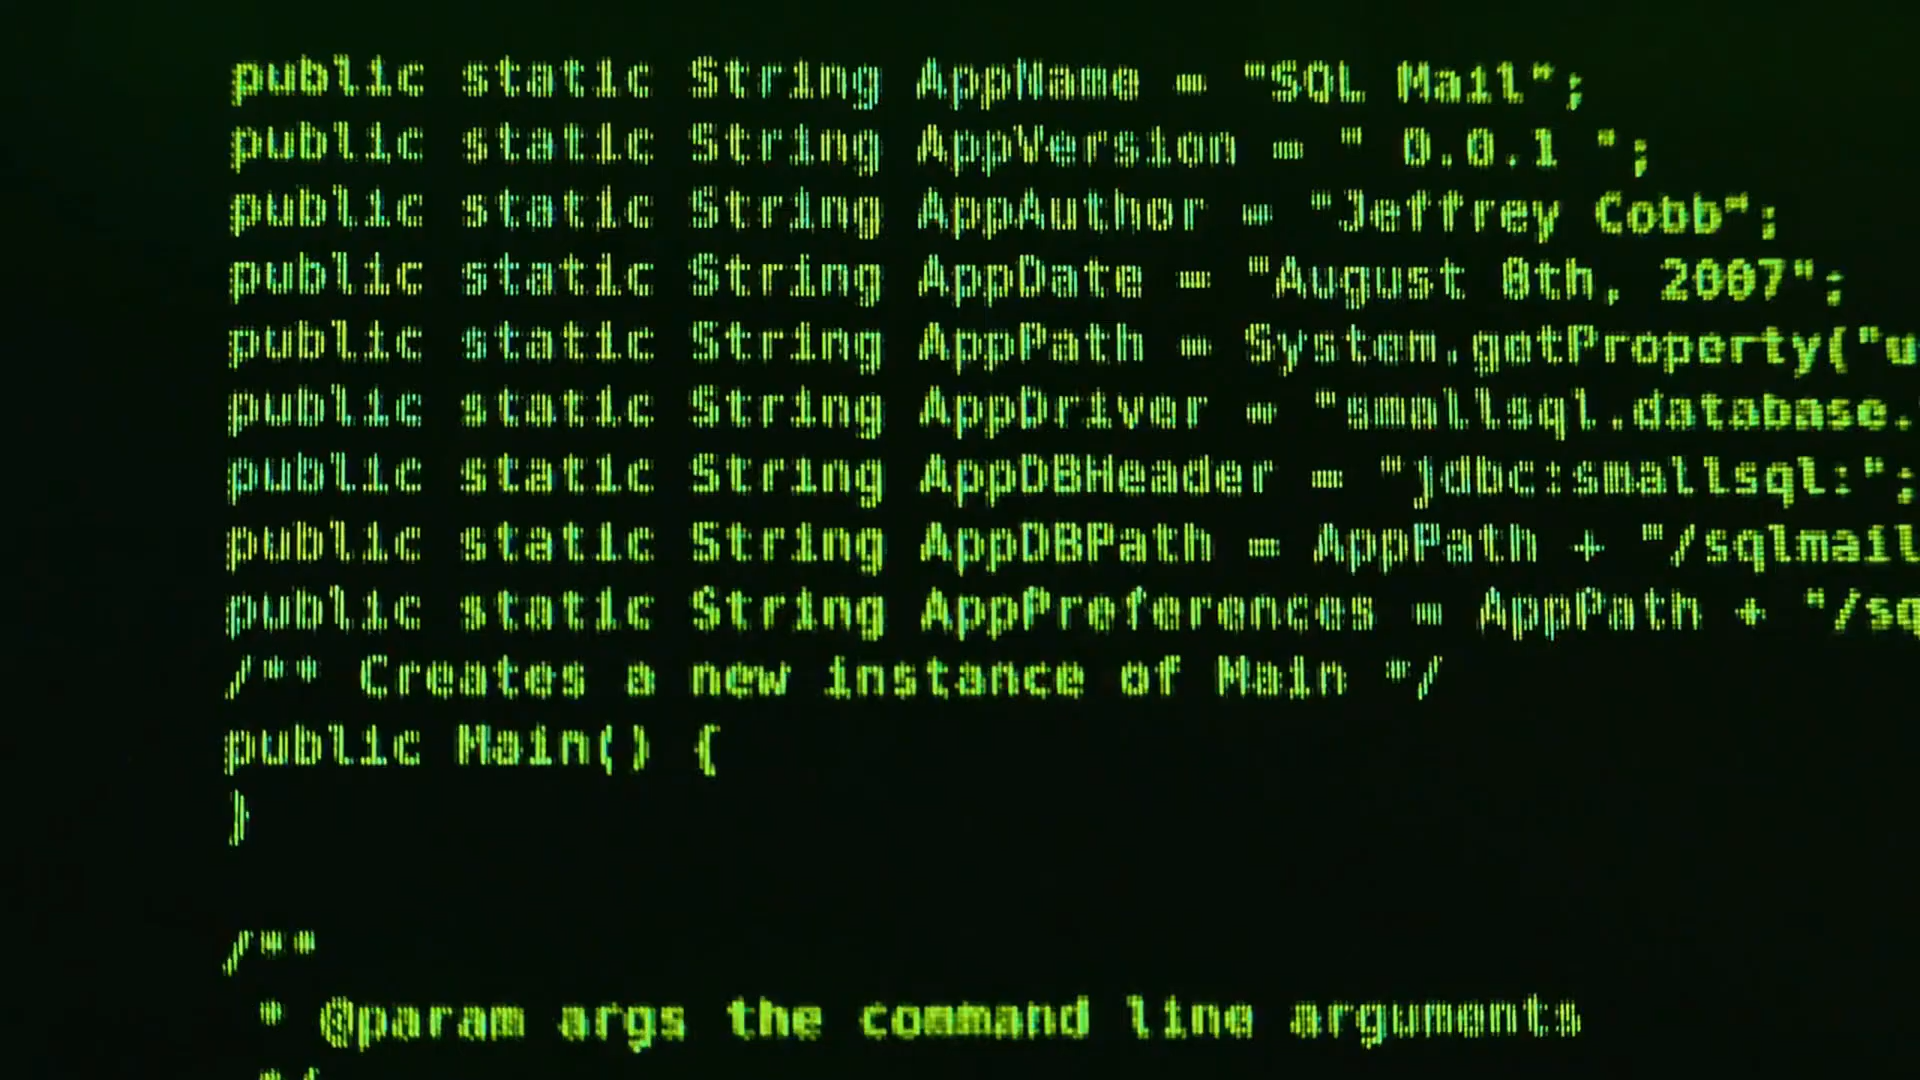 public static String AppName = "SQL Mail";
public static String AppVersion = " 0.0.1 ";
public static String AppAuthor = "Jeffrey Cobb";
public static String AppDate = "August 8th, 2007";
public static String AppPath = System.getProperty("u
public static String AppDriver = "smallsql.database.
public static String AppDBHeader = "jdbc:smallsql:";
public static String AppDBPath = AppPath + "/sqlmail
public static String AppPreferences = AppPath + "/sq
/** Creates a new instance of Main */
public Main() {
}
/**
* @param args the command line arguments
*/